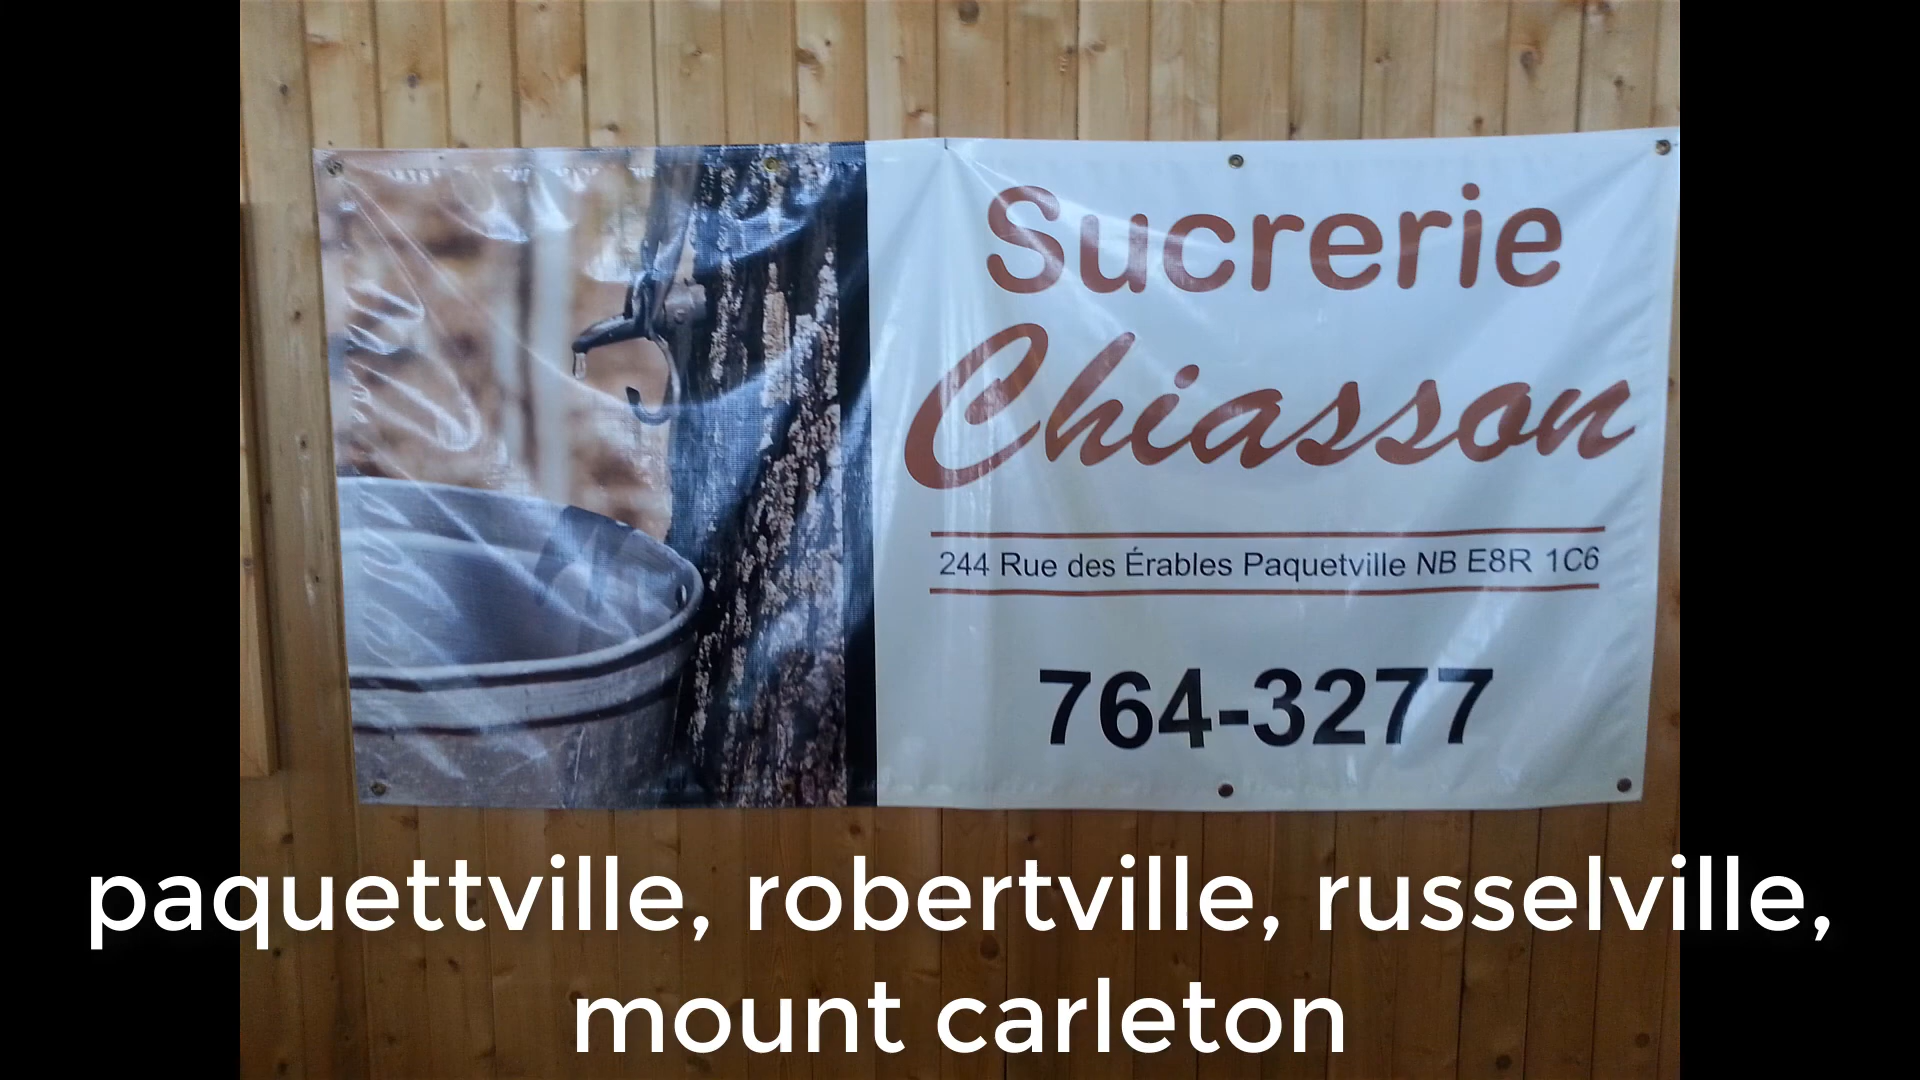 Sucrerie
Chiasson
244 Rue des Érables Paquetville NB E8R 1C6
764-3277
paquettville, robertville, russelville,
mount carleton